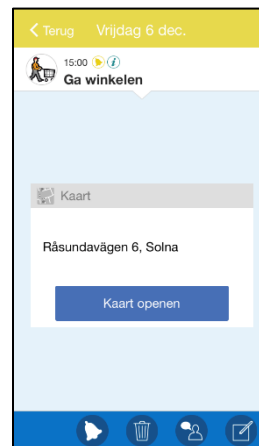 Terug Vrijdag 6 dec.
15:00 i
Ga winkelen
Kaart
Råsundavägen 6, Solna
Kaart openen